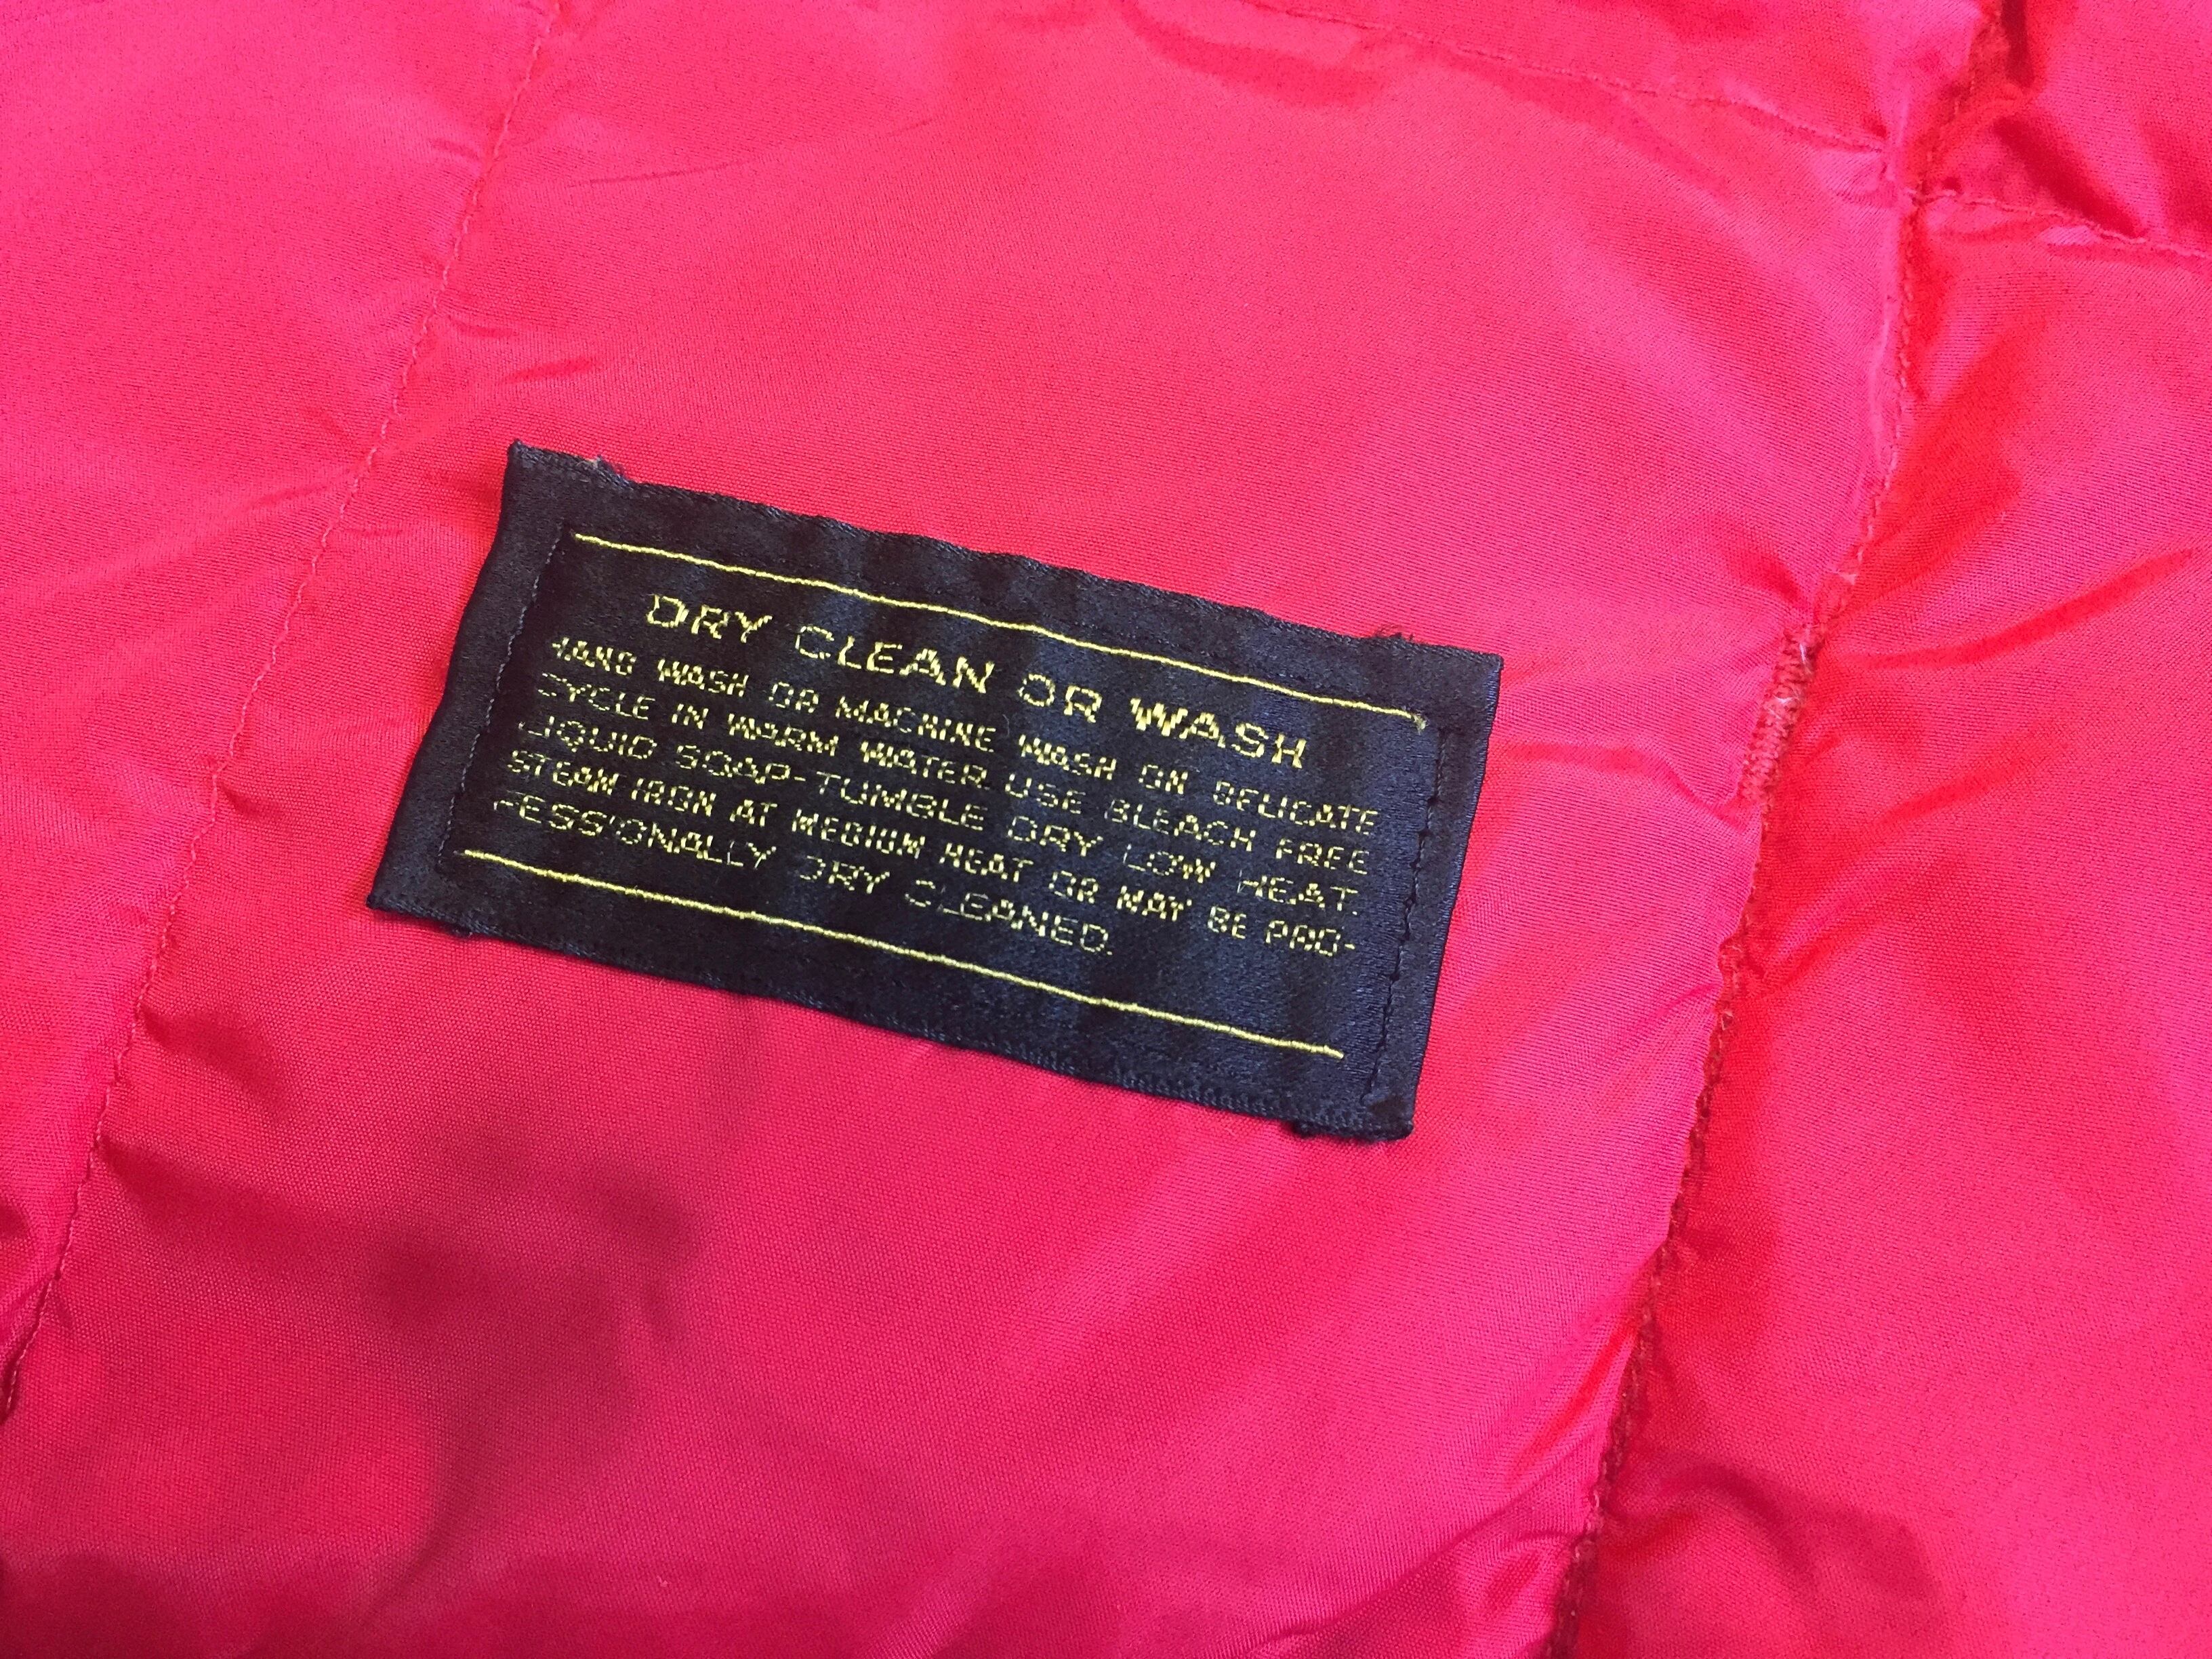 DRY CLEAN OR WASH
HAND WASH OR MACHINE WASH ON DELICATE
CYCLE IN WARM WATER USE BLEACH FREE
LIQUID SOAP-TUMBLE DRY LOW HEAT.
STEAM IRON AT MEDIUM HEAT OR MAY BE PRO-
FESSIONALLY DRY CLEANED.